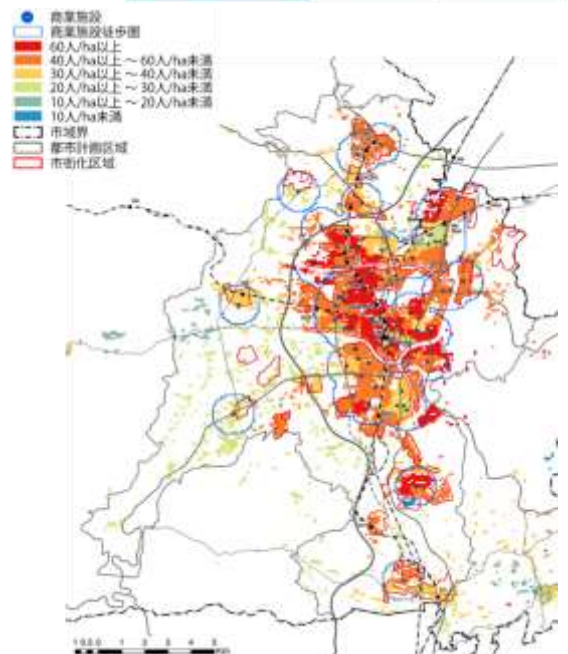 商業施設
商業施設徒歩圏
60人/ha以上
40人/ha以上 ～ 60人/ha未満
30人/ha以上 ～ 40人/ha未満
20人/ha以上 ～ 30人/ha未満
10人/ha以上 ～ 20人/ha未満
10人/ha未満
市域界
都市計画区域
市街化区域